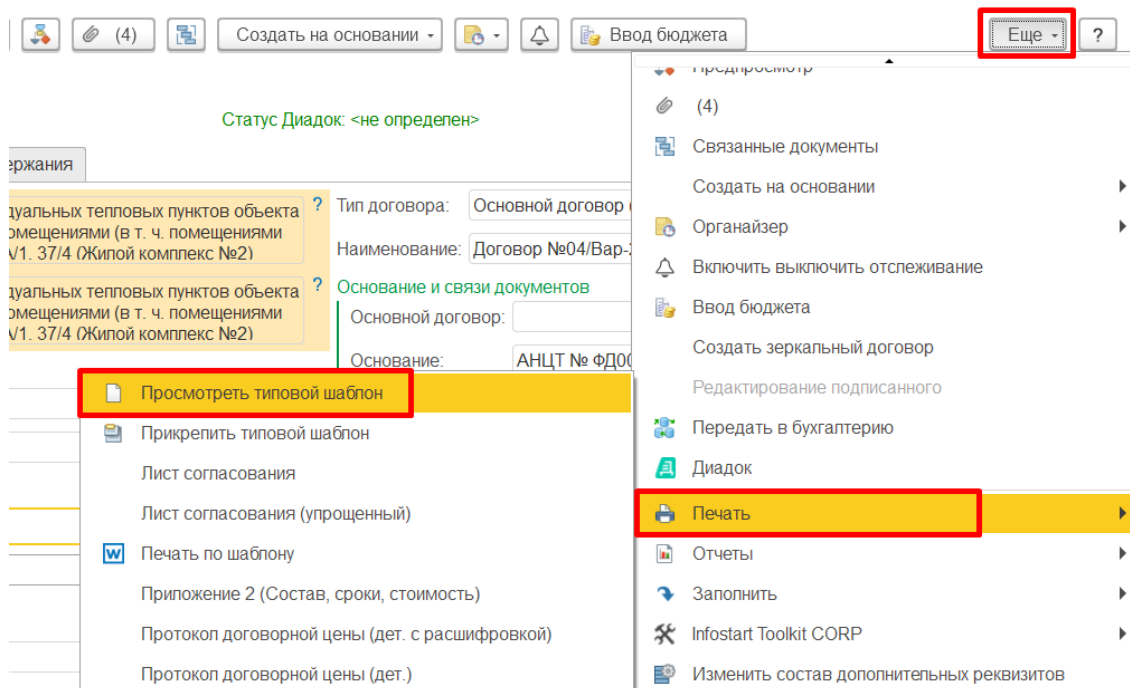 (4)
Создать на основании
Ввод бюджета
Еще
?
Предпросмотр
Статус Диадок: <не определен>
(4)
Связанные документы
ержания
Создать на основании
дуальных тепловых пунктов объекта
?
Тип договора:
Основной договор (
омещениями (в т. ч. помещениями
Органайзер
/1. 37/4 (Жилой комплекс №2)
Наименование:
Договор №04/Вар-
Включить выключить отслеживание
дуальных тепловых пунктов объекта
?
Основание и связи документов
омещениями (в т. ч. помещениями
Основной договор:
Ввод бюджета
/1. 37/4 (Жилой комплекс №2)
Основание:
АНЦТ № ФД00
Создать зеркальный договор
Просмотреть типовой шаблон
Редактирование подписанного
Прикрепить типовой шаблон
Передать в бухгалтерию
Лист согласования
Диадок
Лист согласования (упрощенный)
Печать
Печать по шаблону
Отчеты
Приложение 2 (Состав, сроки, стоимость)
Заполнить
Протокол договорной цены (дет. с расшифровкой)
Infostart Toolkit CORP
Протокол договорной цены (дет.)
Изменить состав дополнительных реквизитов